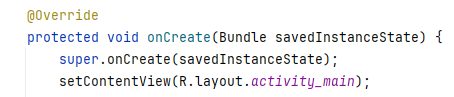 @Override
protected void onCreate(Bundle savedInstanceState) {
    super.onCreate(savedInstanceState);
    setContentView(R.layout.activity_main);